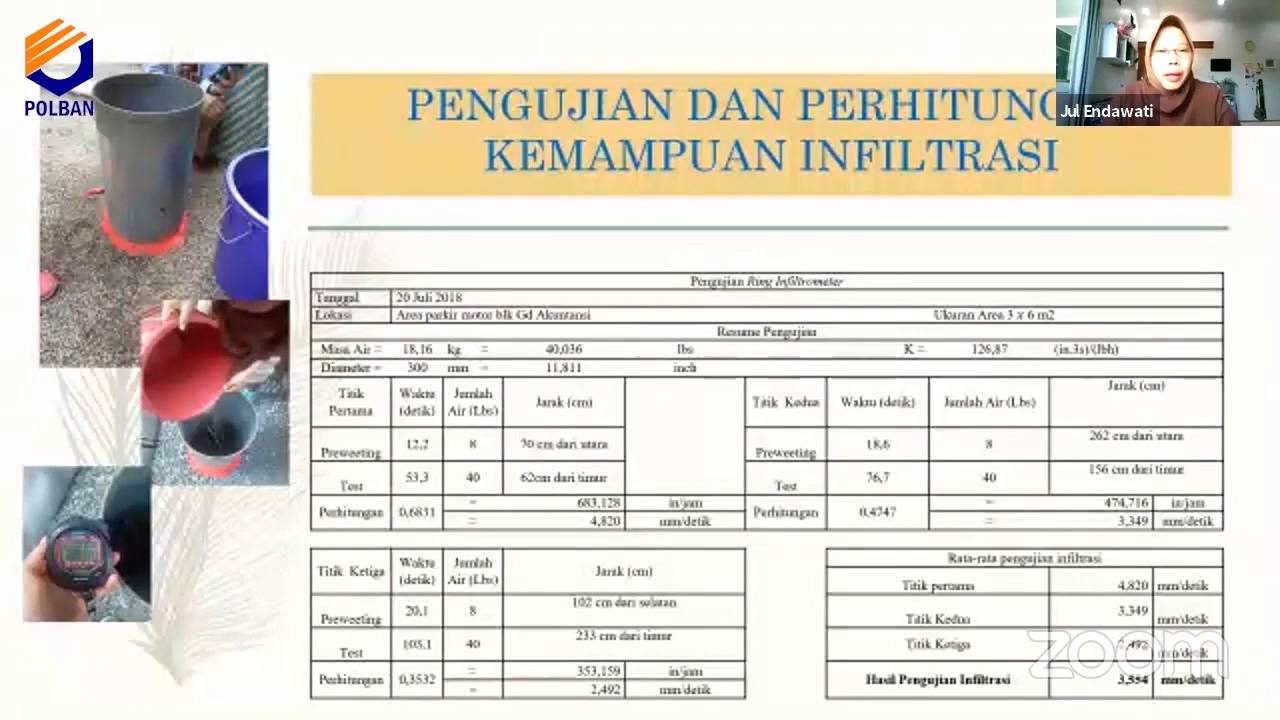 POLBAN
PENGUJIAN DAN PERHITUNG
KEMAMPUAN INFILTRASI
Jul Endawati
Pengujian Ring Infiltrometer
Tanggal 20 Juli 2018
Lokasi Area parkir motor blk Gd Akuntansi Ukuran Area 3 x 6 m2
Resume Pengujian
Masa Air = 18,16 kg = 40,036 lbs K = 126,87 (in.3s)/(lbh)
Diameter = 300 mm = 11,811 inch
Titik Pertama Waktu (detik) Jumlah Air (Lbs) Jarak (cm) Titik Kedua Waktu (detik) Jumlah Air (Lbs) Jarak (cm)
Preweeting 12,2 8 70 cm dari utara Preweeting 18,6 8 262 cm dari utara
Test 53,3 40 62cm dari timur Test 76,7 40 156 cm dari timur
Perhitungan 0,6831 = 683,128 in/jam Perhitungan 0,4747 = 474,716 in/jam
= 4,820 mm/detik = 3,349 mm/detik
Titik Ketiga Waktu (detik) Jumlah Air (Lbs) Jarak (cm)
Preweeting 20,1 8 102 cm dari selatan
Test 103,1 40 233 cm dari timur
Perhitungan 0,3532 = 353,159 in/jam
= 2,492 mm/detik
Rata-rata pengujian infiltrasi
Titik pertama 4,820 mm/detik
Titik Kedua 3,349 mm/detik
Titik Ketiga 2,492 mm/detik
Hasil Pengujian Infiltrasi 3,554 mm/detik
zoom